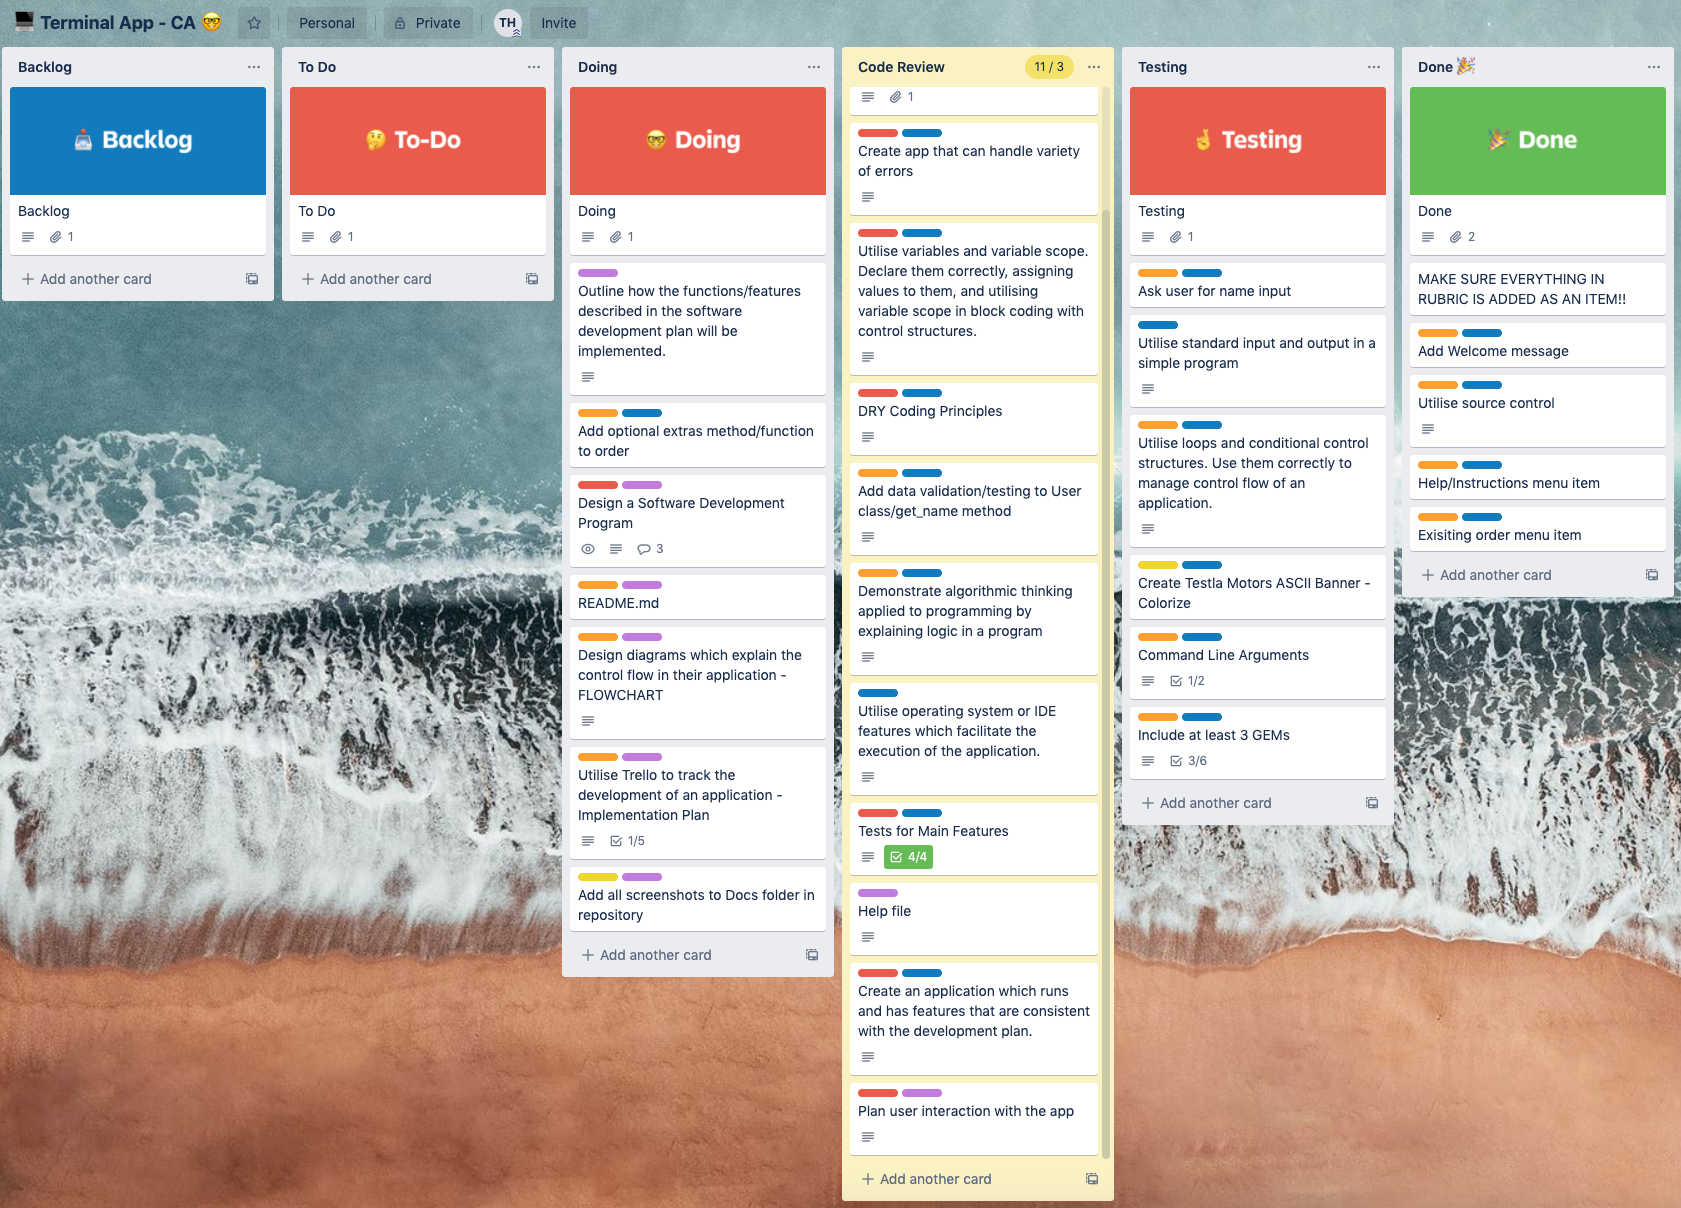 Terminal App - CA
Personal
Private
TH
Invite
Backlog
Backlog
Backlog
1
Add another card
To Do
To-Do
To Do
1
Add another card
Doing
Doing
Doing
1
Outline how the functions/features
described in the software
development plan will be
implemented.
Add optional extras method/function
to order
Design a Software Development
Program
3
README.md
Design diagrams which explain the
control flow in their application -
FLOWCHART
Utilise Trello to track the
development of an application -
Implementation Plan
1/5
Add all screenshots to Docs folder in
repository
Add another card
Code Review
11 / 3
1
Create app that can handle variety
of errors
Utilise variables and variable scope.
Declare them correctly, assigning
values to them, and utilising
variable scope in block coding with
control structures.
DRY Coding Principles
Add data validation/testing to User
class/get_name method
Demonstrate algorithmic thinking
applied to programming by
explaining logic in a program
Utilise operating system or IDE
features which facilitate the
execution of the application.
Tests for Main Features
4/4
Help file
Create an application which runs
and has features that are consistent
with the development plan.
Plan user interaction with the app
Add another card
Testing
Testing
Testing
1
Ask user for name input
Utilise standard input and output in a
simple program
Utilise loops and conditional control
structures. Use them correctly to
manage control flow of an
application.
Create Testla Motors ASCII Banner -
Colorize
Command Line Arguments
1/2
Include at least 3 GEMs
3/6
Add another card
Done
Done
Done
2
MAKE SURE EVERYTHING IN
RUBRIC IS ADDED AS AN ITEM!!
Add Welcome message
Utilise source control
Help/Instructions menu item
Exisiting order menu item
Add another card